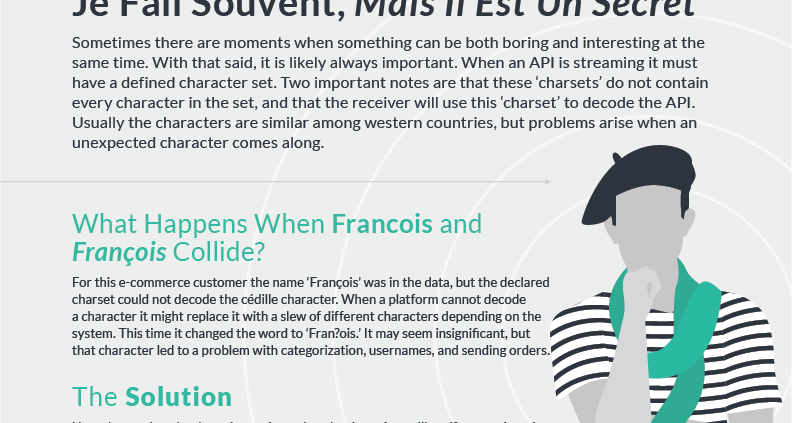 Je Fall Souvent, Mais Il Est Un Secret
Sometimes there are moments when something can be both boring and interesting at the
same time. With that said, it is likely always important. When an API is streaming it must
have a defined character set. Two important notes are that these ‘charsets’ do not contain
every character in the set, and that the receiver will use this ‘charset’ to decode the API.
Usually the characters are similar among western countries, but problems arise when an
unexpected character comes along.
What Happens When Francois and
François Collide?
For this e-commerce customer the name ‘François’ was in the data, but the declared
charset could not decode the cédille character. When a platform cannot decode
a character it might replace it with a slew of different characters depending on the
system. This time it changed the word to ‘Fran?ois.’ It may seem insignificant, but
that character led to a problem with categorization, usernames, and sending orders.
The Solution